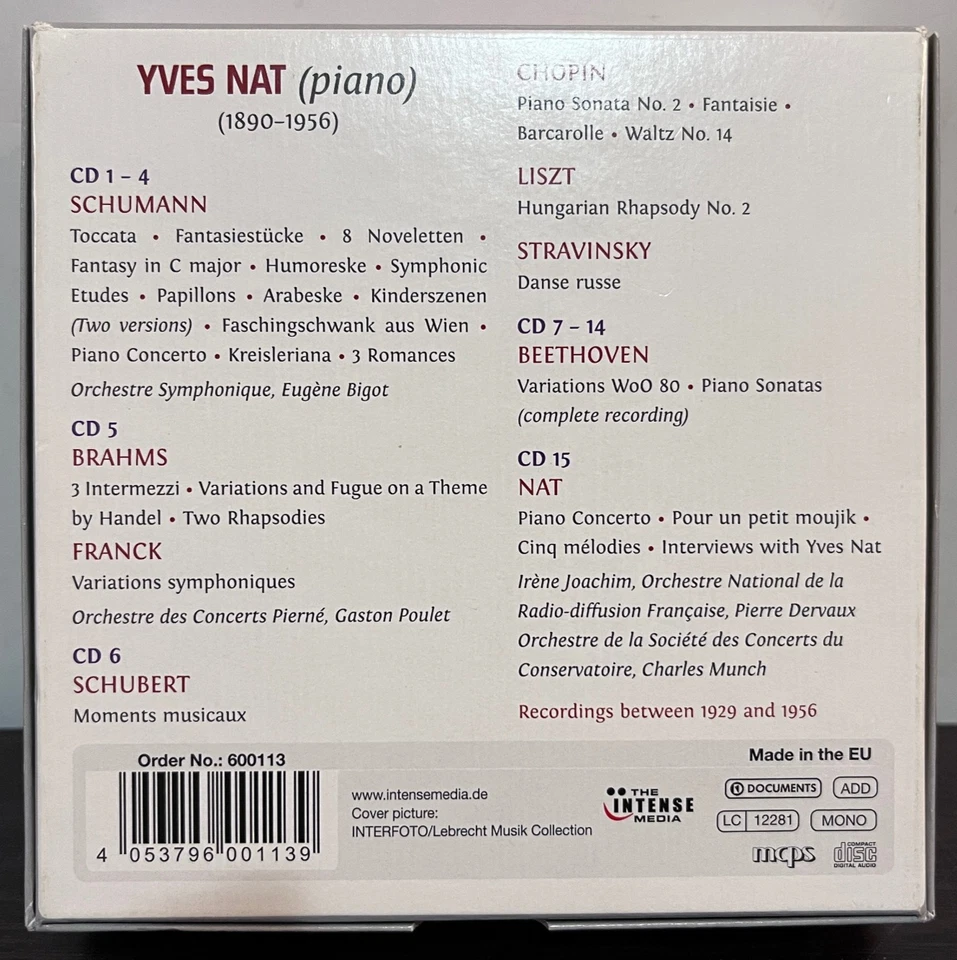 YVES NAT (piano)
(1890–1956)
CD 1 – 4
SCHUMANN
Toccata • Fantasiestücke • 8 Noveletten •
Fantasy in C major • Humoreske • Symphonic
Etudes • Papillons • Arabeske • Kinderszenen
(Two versions) • Faschingschwank aus Wien •
Piano Concerto • Kreisleriana • 3 Romances
Orchestre Symphonique, Eugène Bigot
CD 5
BRAHMS
3 Intermezzi • Variations and Fugue on a Theme
by Handel • Two Rhapsodies
FRANCK
Variations symphoniques
Orchestre des Concerts Pierné, Gaston Poulet
CD 6
SCHUBERT
Moments musicaux
CHOPIN
Piano Sonata No. 2 • Fantaisie •
Barcarolle • Waltz No. 14
LISZT
Hungarian Rhapsody No. 2
STRAVINSKY
Danse russe
CD 7 – 14
BEETHOVEN
Variations WoO 80 • Piano Sonatas
(complete recording)
CD 15
NAT
Piano Concerto • Pour un petit moujik •
Cinq mélodies • Interviews with Yves Nat
Irène Joachim, Orchestre National de la
Radio-diffusion Française, Pierre Dervaux
Orchestre de la Société des Concerts du
Conservatoire, Charles Munch
Recordings between 1929 and 1956
Order No.: 600113
4 053796 001139
www.intensemedia.de
Cover picture:
INTERFOTO/Lebrecht Musik Collection
THE
INTENSE
MEDIA
Made in the EU
DOCUMENTS
ADD
LC 12281
MONO
mcps
COMPACT
disc
DIGITAL AUDIO